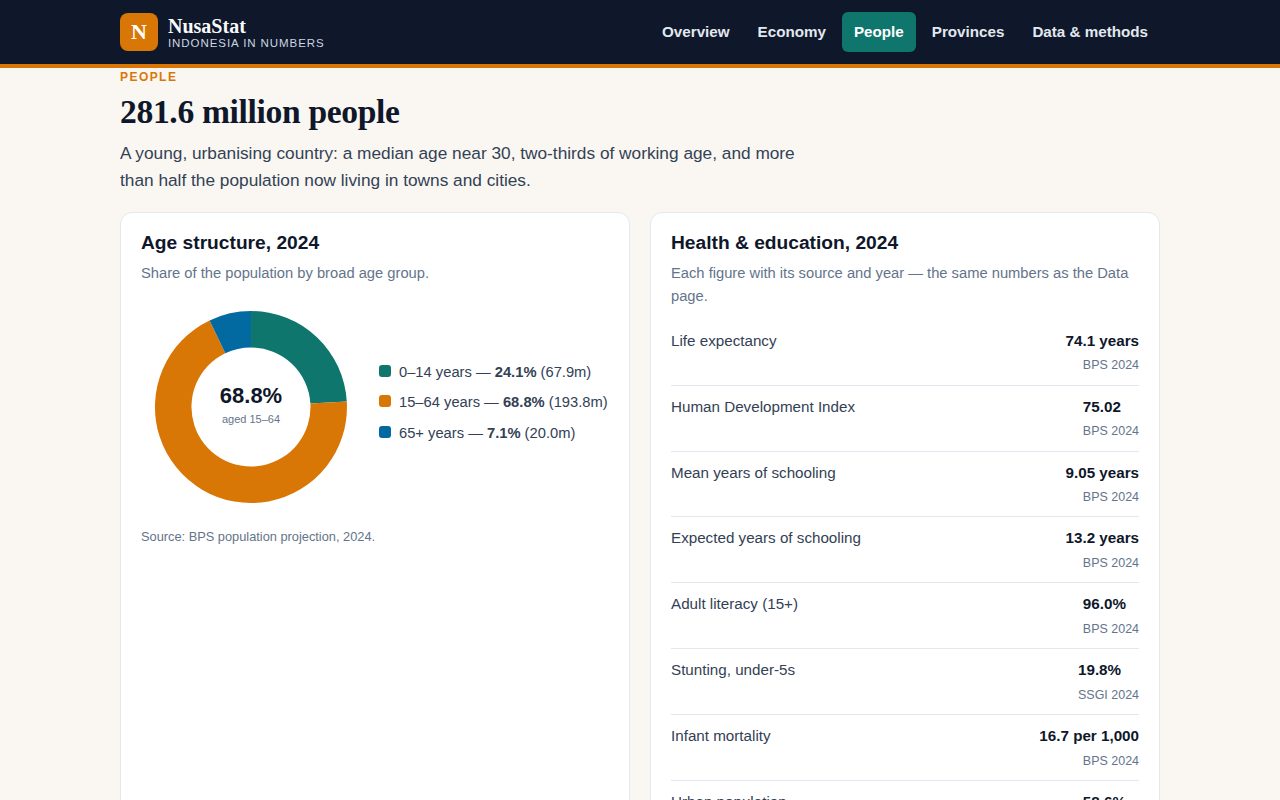 N
NusaStat
INDONESIA IN NUMBERS
Overview
Economy
People
Provinces
Data & methods
PEOPLE
281.6 million people
A young, urbanising country: a median age near 30, two-thirds of working age, and more
than half the population now living in towns and cities.
Age structure, 2024
Share of the population by broad age group.
68.8%
aged 15–64
0–14 years — 24.1% (67.9m)
15–64 years — 68.8% (193.8m)
65+ years — 7.1% (20.0m)
Source: BPS population projection, 2024.
Health & education, 2024
Each figure with its source and year — the same numbers as the Data
page.
Life expectancy
74.1 years
BPS 2024
Human Development Index
75.02
BPS 2024
Mean years of schooling
9.05 years
BPS 2024
Expected years of schooling
13.2 years
BPS 2024
Adult literacy (15+)
96.0%
BPS 2024
Stunting, under-5s
19.8%
SSGI 2024
Infant mortality
16.7 per 1,000
BPS 2024